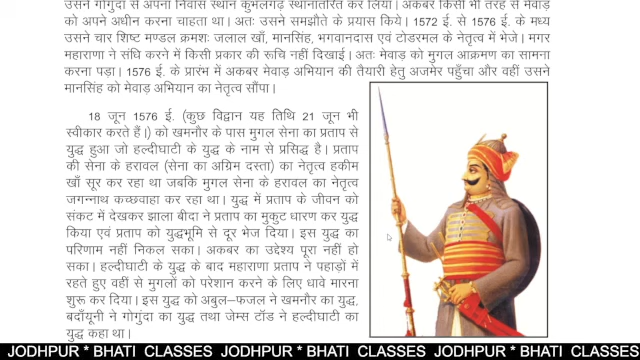 उसने गोगुंदा से अपना निवास स्थान कुंभलगढ़ स्थानांतरित कर लिया। अकबर किसी भी तरह से मेवाड़
को अपने अधीन करना चाहता था। अतः उसने समझौते के प्रयास किये। 1572 ई. से 1576 ई. के मध्य
उसने चार शिष्ट मण्डल क्रमशः जलाल खाँ, मानसिंह, भगवानदास एवं टोडरमल के नेतृत्व में भेजे। मगर
महाराणा ने संधि करने में किसी प्रकार की रूचि नहीं दिखाई। अतः मेवाड़ को मुगल आक्रमण का सामना
करना पड़ा। 1576 ई. के प्रारंभ में अकबर मेवाड़ अभियान की तैयारी हेतु अजमेर पहुँचा और वहीं उसने
मानसिंह को मेवाड़ अभियान का नेतृत्व सौंपा।
18 जून 1576 ई. (कुछ विद्वान यह तिथि 21 जून भी
स्वीकार करते हैं।) को खमनौर के पास मुगल सेना का प्रताप से
युद्ध हुआ जो हल्दीघाटी के युद्ध के नाम से प्रसिद्ध है। प्रताप
की सेना के हरावल (सेना का अग्रिम दस्ता) का नेतृत्व हकीम
खाँ सूर कर रहा था जबकि मुगल सेना के हरावल का नेतृत्व
जगन्नाथ कच्छवाहा कर रहा था। युद्ध में प्रताप के जीवन को
संकट में देखकर झाला बीदा ने प्रताप का मुकुट धारण कर युद्ध
किया एवं प्रताप को युद्धभूमि से दूर भेज दिया। इस युद्ध का
परिणाम नहीं निकल सका। अकबर का उद्देश्य पूरा नहीं हो
सका। हल्दीघाटी के युद्ध के बाद महाराणा प्रताप ने पहाड़ों में
रहते हुए वहीं से मुगलों को परेशान करने के लिए धावे मारना
शुरू कर दिया। इस युद्ध को अबुल–फजल ने खमनौर का युद्ध,
बदाँयूनी ने गोगुंदा का युद्ध तथा जेम्स टॉड ने हल्दीघाटी का
युद्ध कहा था।
JODHPUR * BHATI CLASSES JODHPUR * BHATI CLASSES JODHPUR * BHATI CLASSES